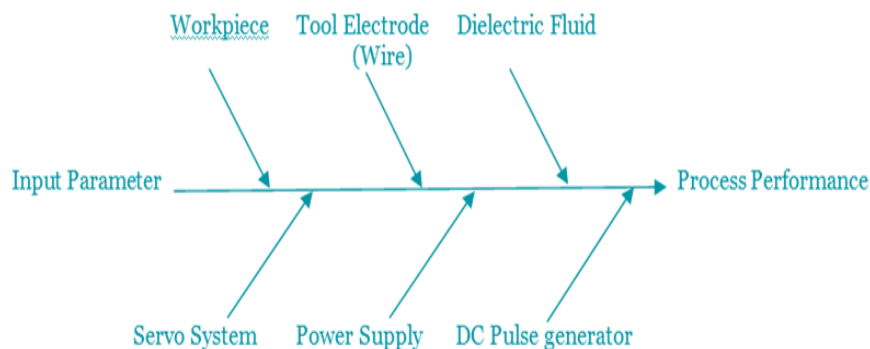 Workpiece
Tool Electrode
(Wire)
Dielectric Fluid
Input Parameter
Process Performance
Servo System
Power Supply
DC Pulse generator